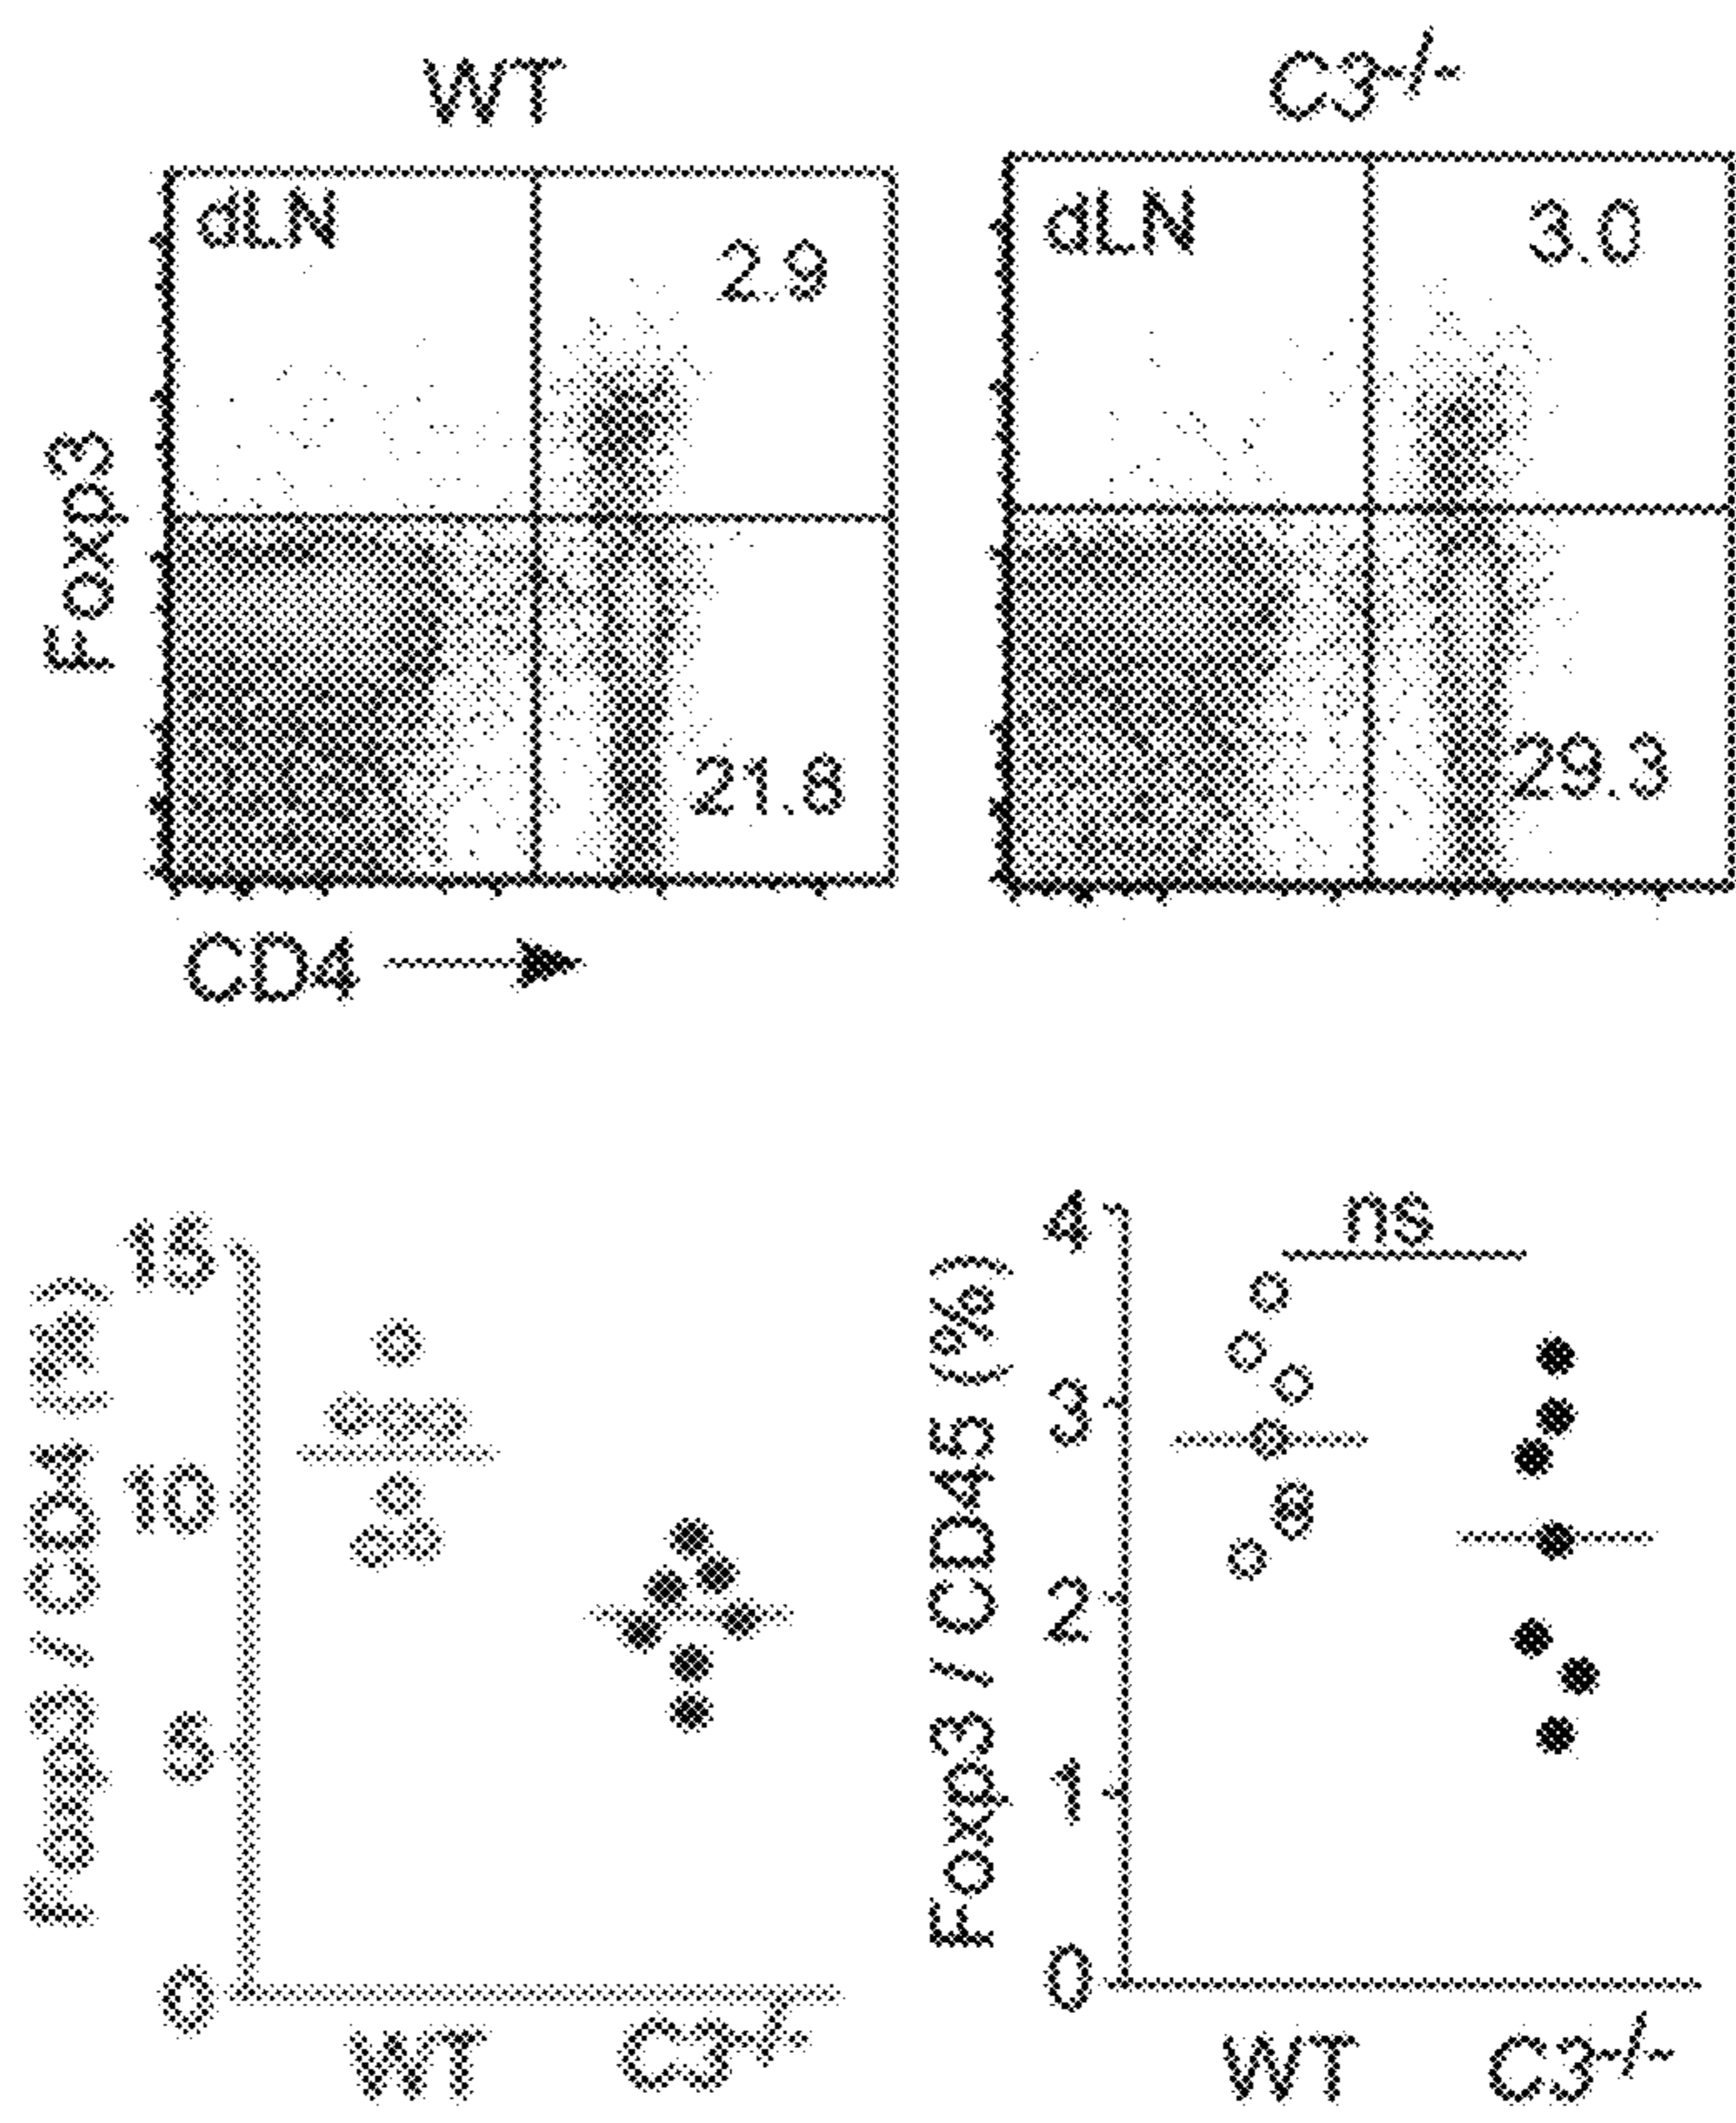 WT
C3-/-
dLN
2.9
dLN
3.0
Foxp3
21.8
29.3
CD4
15
10
5
0
Foxp3 / CD4 (%)
WT
C3-/-
ns
4
3
2
1
0
Foxp3 / CD45 (%)
WT
C3-/-